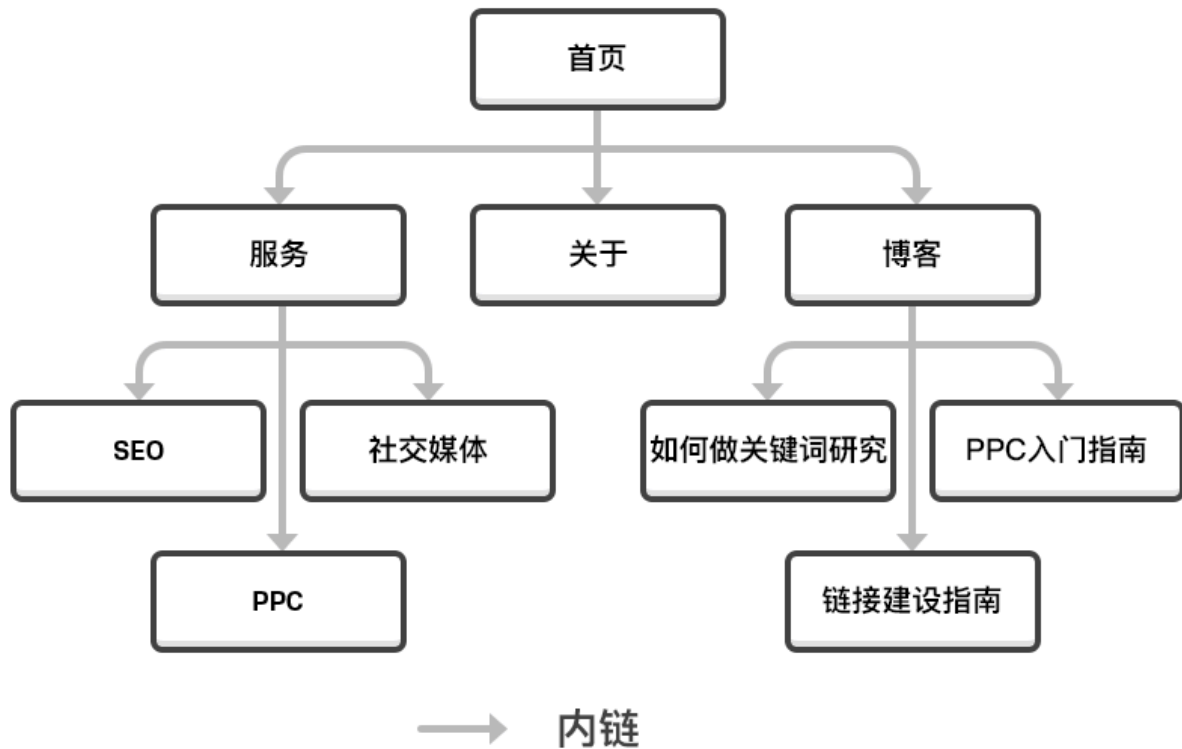 首页
服务
关于
博客
SEO
社交媒体
如何做关键词研究
PPC入门指南
PPC
链接建设指南
内链